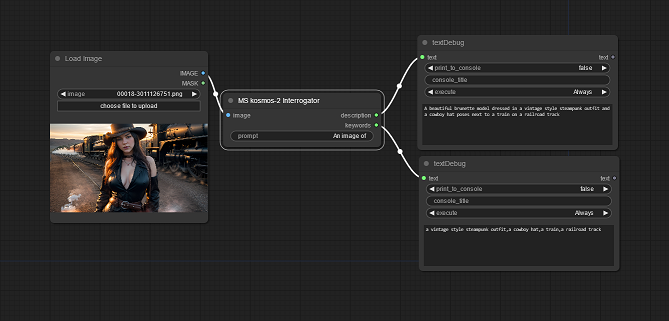 Load Image
IMAGE
MASK
image 00018-3011126751.png
choose file to upload
MS kosmos-2 Interrogator
image description
keywords
prompt An image of
textDebug
text text
print_to_console false
console_title
execute Always
A beautiful brunette model dressed in a vintage style steampunk outfit and
a cowboy hat poses next to a train on a railroad track
textDebug
text text
print_to_console false
console_title
execute Always
a vintage style steampunk outfit,a cowboy hat,a train,a railroad track